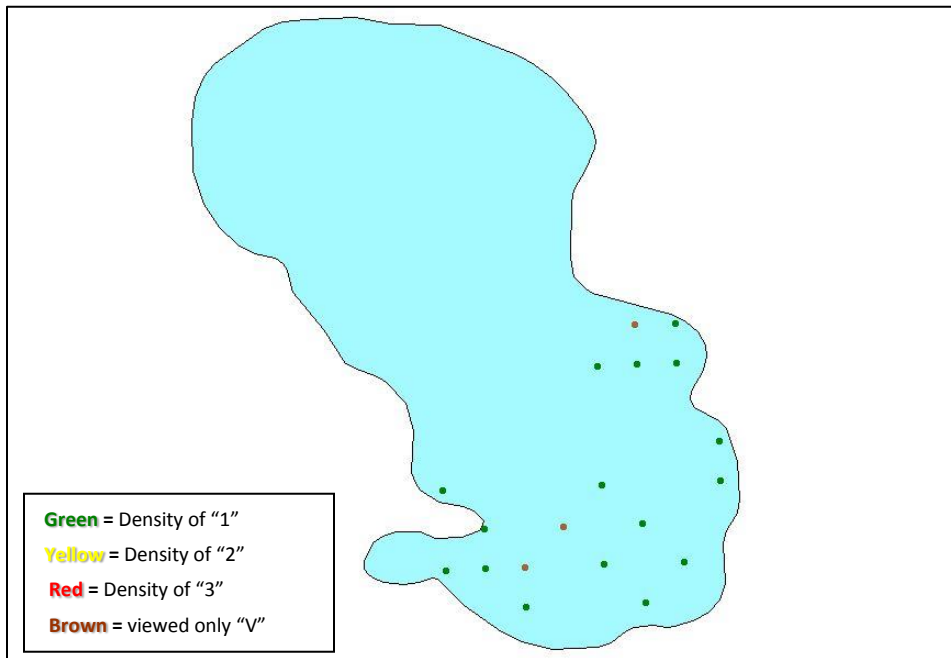 Green = Density of “1”
Yellow = Density of “2”
Red = Density of “3”
Brown = viewed only “V”